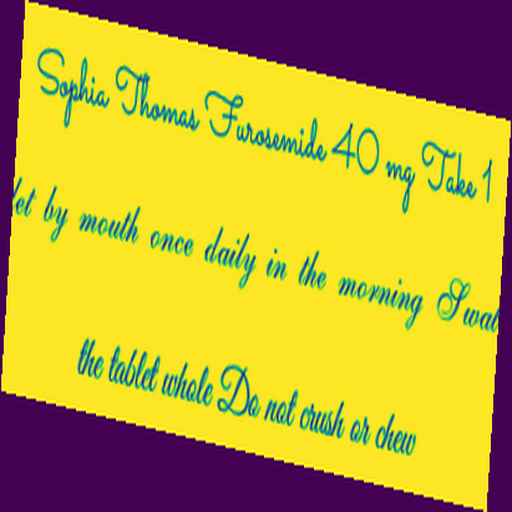 Sophia Thomas Furosemide 40 mg Take 1
by mouth once daily in the morning
the tablet whole Do not crush or chew